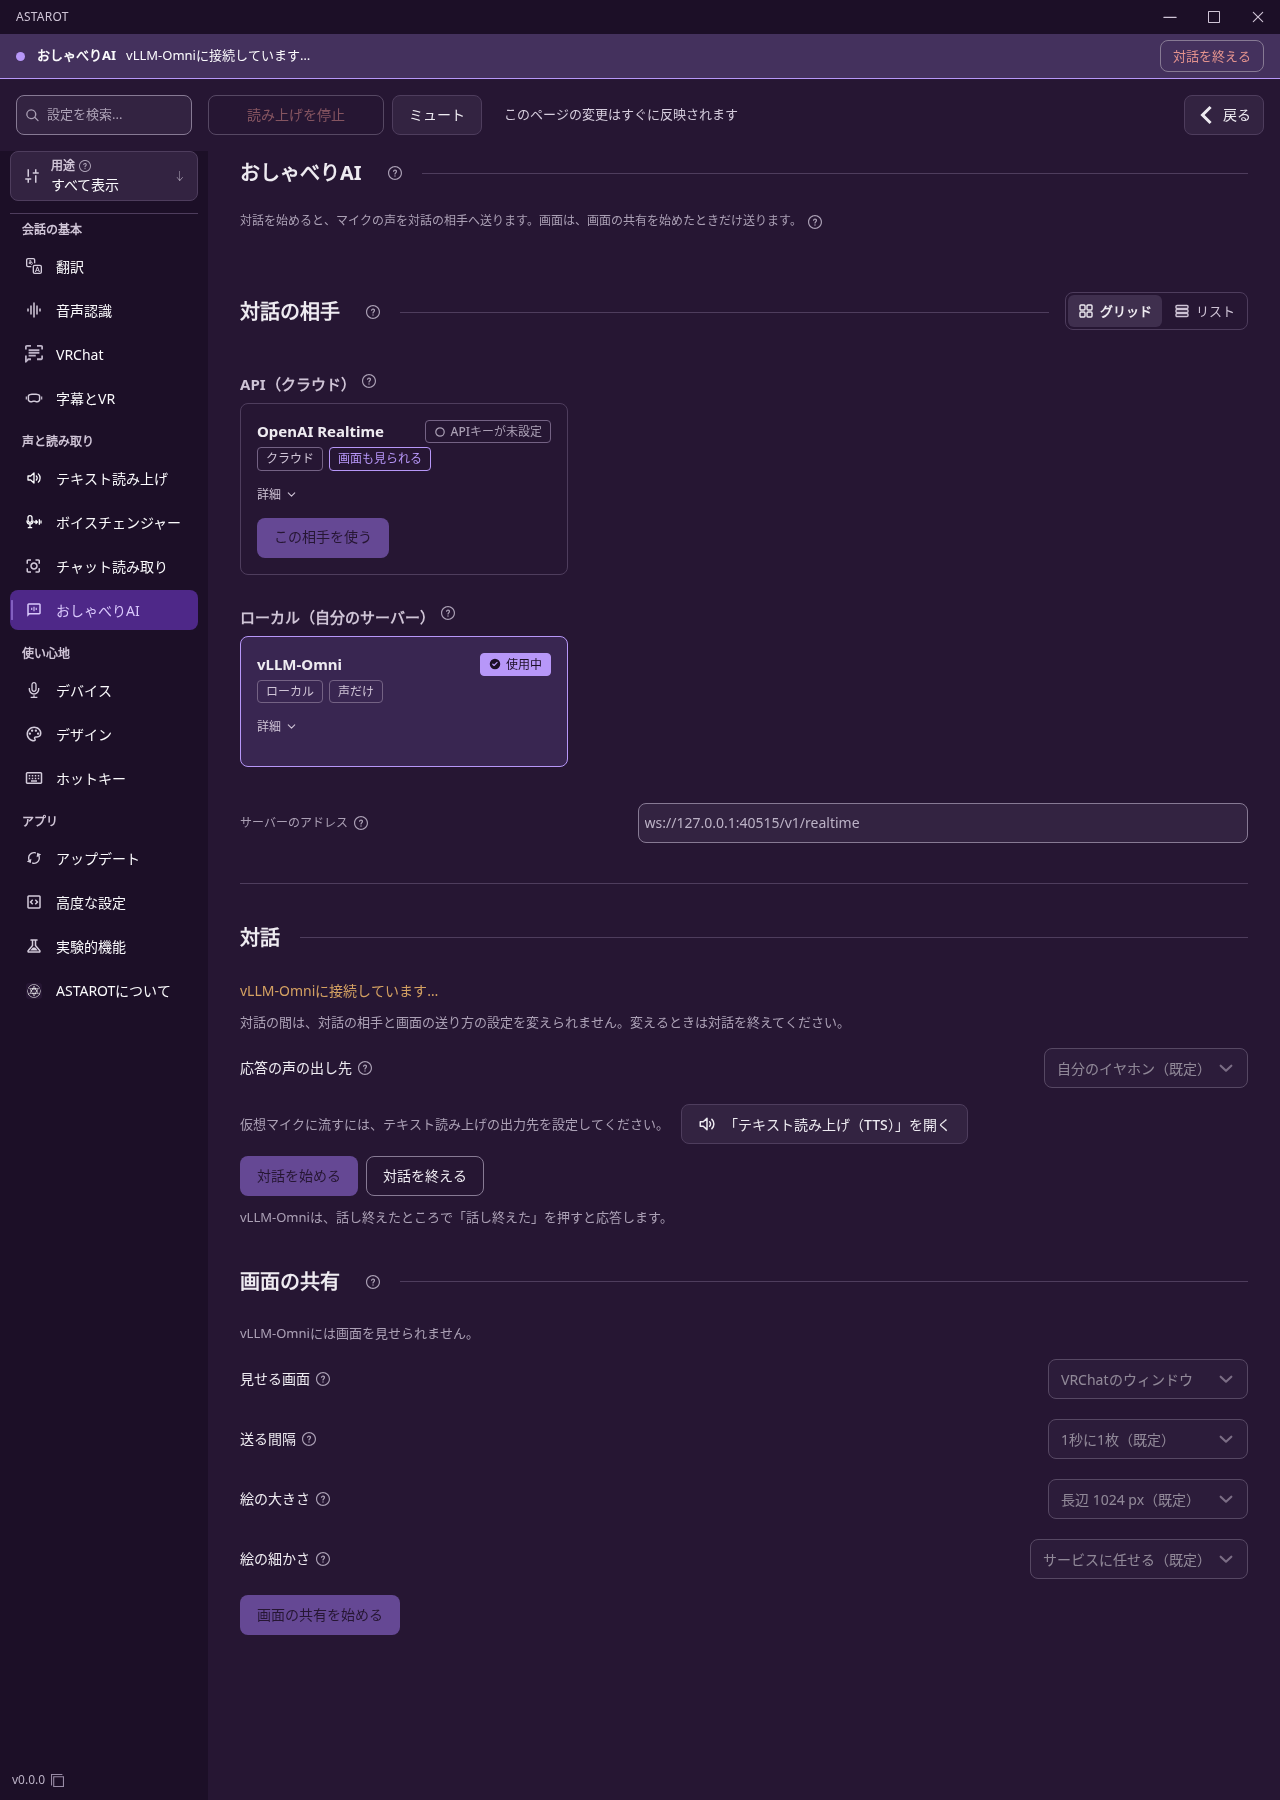 ASTAROT
おしゃべりAI vLLM-Omniに接続しています...
対話を終える
設定を検索...
読み上げを停止
ミュート
このページの変更はすぐに反映されます
戻る
用途
すべて表示
会話の基本
翻訳
音声認識
VRChat
字幕とVR
声と読み取り
テキスト読み上げ
ボイスチェンジャー
チャット読み取り
おしゃべりAI
使い心地
デバイス
デザイン
ホットキー
アプリ
アップデート
高度な設定
実験的機能
ASTAROTについて
v0.0.0
おしゃべりAI
対話を始めると、マイクの声を対話の相手へ送ります。画面は、画面の共有を始めたときだけ送ります。
対話の相手
グリッド
リスト
API（クラウド）
OpenAI Realtime
APIキーが未設定
クラウド
画面も見られる
詳細
この相手を使う
ローカル（自分のサーバー）
vLLM-Omni
使用中
ローカル
声だけ
詳細
サーバーのアドレス
ws://127.0.0.1:40515/v1/realtime
対話
vLLM-Omniに接続しています...
対話の間は、対話の相手と画面の送り方の設定を変えられません。変えるときは対話を終えてください。
応答の声の出し先
自分のイヤホン（既定）
仮想マイクに流すには、テキスト読み上げの出力先を設定してください。
「テキスト読み上げ（TTS）」を開く
対話を始める
対話を終える
vLLM-Omniは、話し終えたところで「話し終えた」を押すと応答します。
画面の共有
vLLM-Omniには画面を見せられません。
見せる画面
VRChatのウィンドウ
送る間隔
1秒に1枚（既定）
絵の大きさ
長辺 1024 px（既定）
絵の細かさ
サービスに任せる（既定）
画面の共有を始める